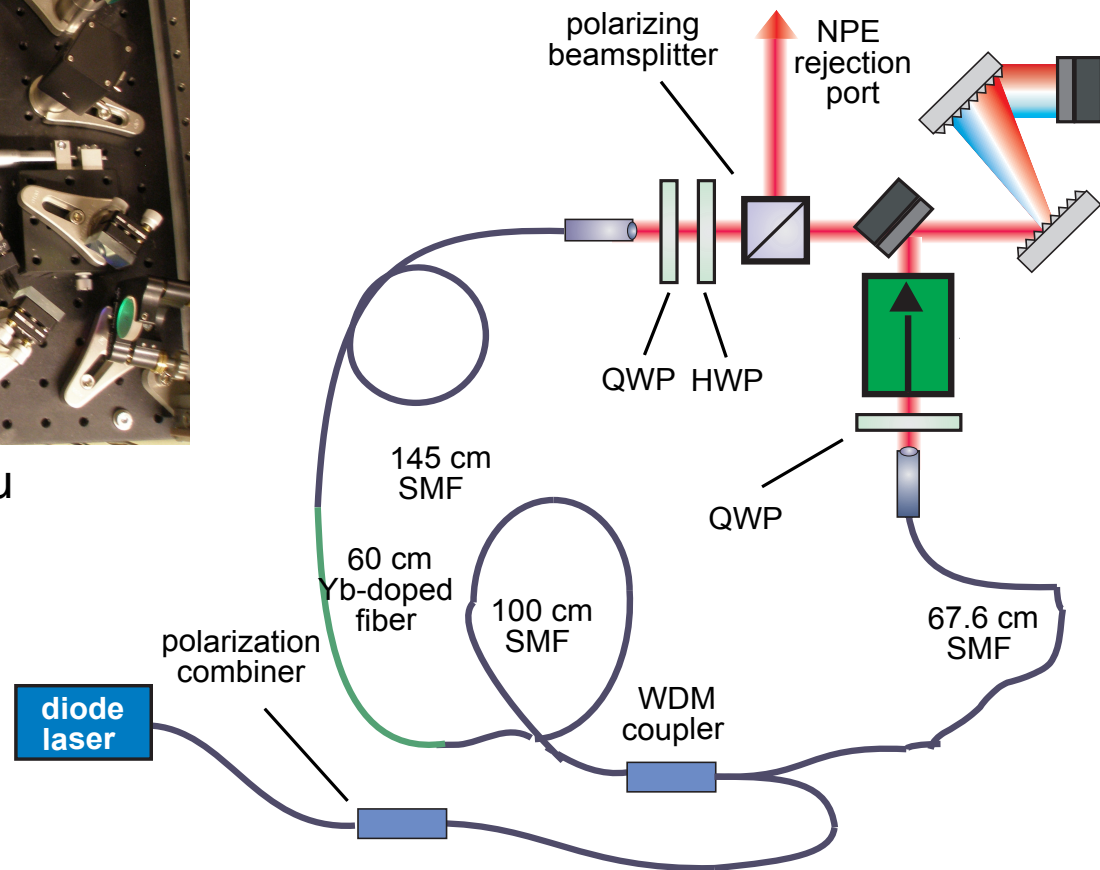 polarizing
beamsplitter
NPE
rejection
port
QWP
HWP
145 cm
SMF
QWP
u
60 cm
Yb-doped
fiber
100 cm
SMF
67.6 cm
SMF
polarization
combiner
WDM
coupler
diode
laser